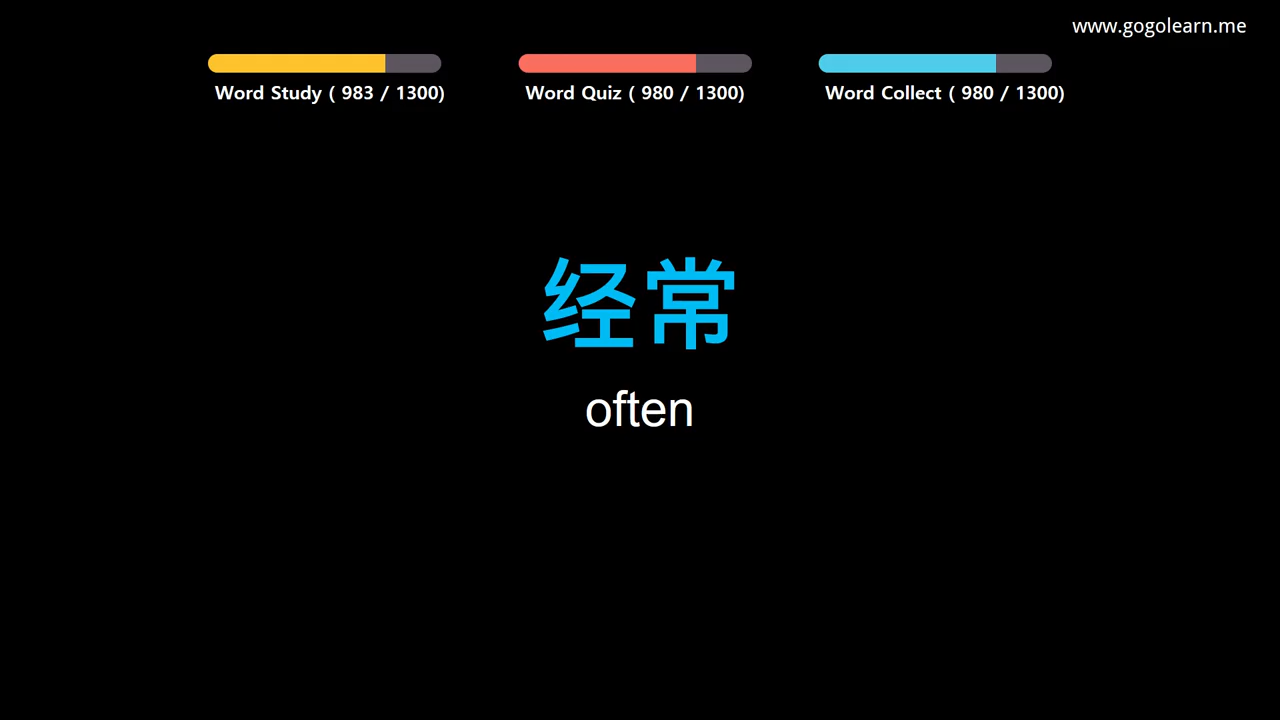 www.gogolearn.me
Word Study ( 983 / 1300)
Word Quiz ( 980 / 1300)
Word Collect ( 980 / 1300)
经常
often